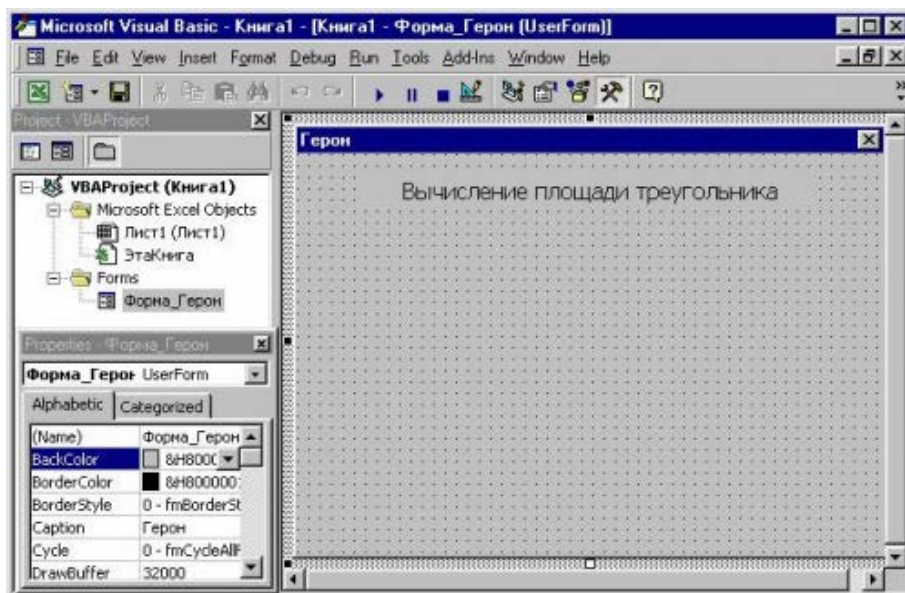 Microsoft Visual Basic - Книга1 - [Книга1 - Форма_Герон (UserForm)]
File Edit View Insert Format Debug Run Tools Add-Ins Window Help
Project - VBAProject
VBAProject (Книга1)
Microsoft Excel Objects
Лист1 (Лист1)
ЭтаКнига
Forms
Форма_Герон
Properties - Форма_Герон
Форма_Герон UserForm
Alphabetic Categorized
(Name) Форма_Герон
BackColor &H800(
BorderColor &H8000001
BorderStyle 0 - fmBorderSt
Caption Герон
Cycle 0 - fmCycleAllF
DrawBuffer 32000
Герон
Вычисление площади треугольника